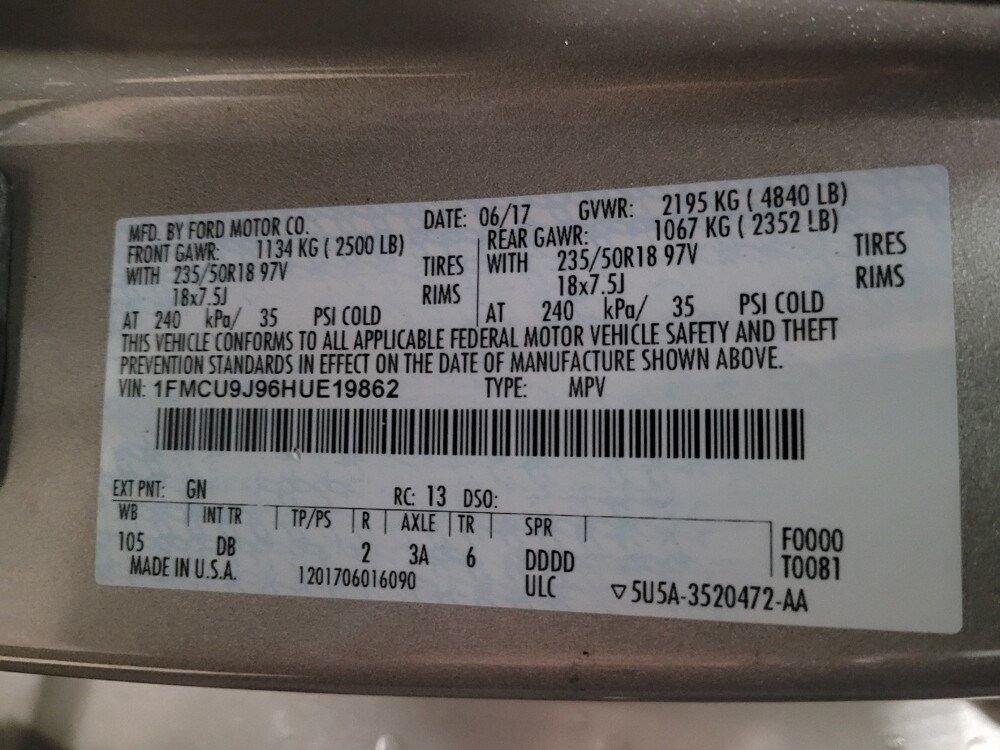 MFD. BY FORD MOTOR CO. DATE: 06/17 GVWR: 2195 KG ( 4840 LB)
FRONT GAWR: 1134 KG ( 2500 LB) REAR GAWR: 1067 KG ( 2352 LB)
WITH 235/50R18 97V TIRES WITH 235/50R18 97V TIRES
18x7.5J RIMS 18x7.5J RIMS
AT 240 kPa/ 35 PSI COLD AT 240 kPa/ 35 PSI COLD
THIS VEHICLE CONFORMS TO ALL APPLICABLE FEDERAL MOTOR VEHICLE SAFETY AND THEFT
PREVENTION STANDARDS IN EFFECT ON THE DATE OF MANUFACTURE SHOWN ABOVE.
VIN: 1FMCU9J96HUE19862 TYPE: MPV
EXT PNT: GN RC: 13 DSO:
WB INT TR TP/PS R AXLE TR SPR F0000
105 DB 2 3A 6 DDDD T0081
MADE IN U.S.A. 1201706016090 ULC ▽5U5A-3520472-AA